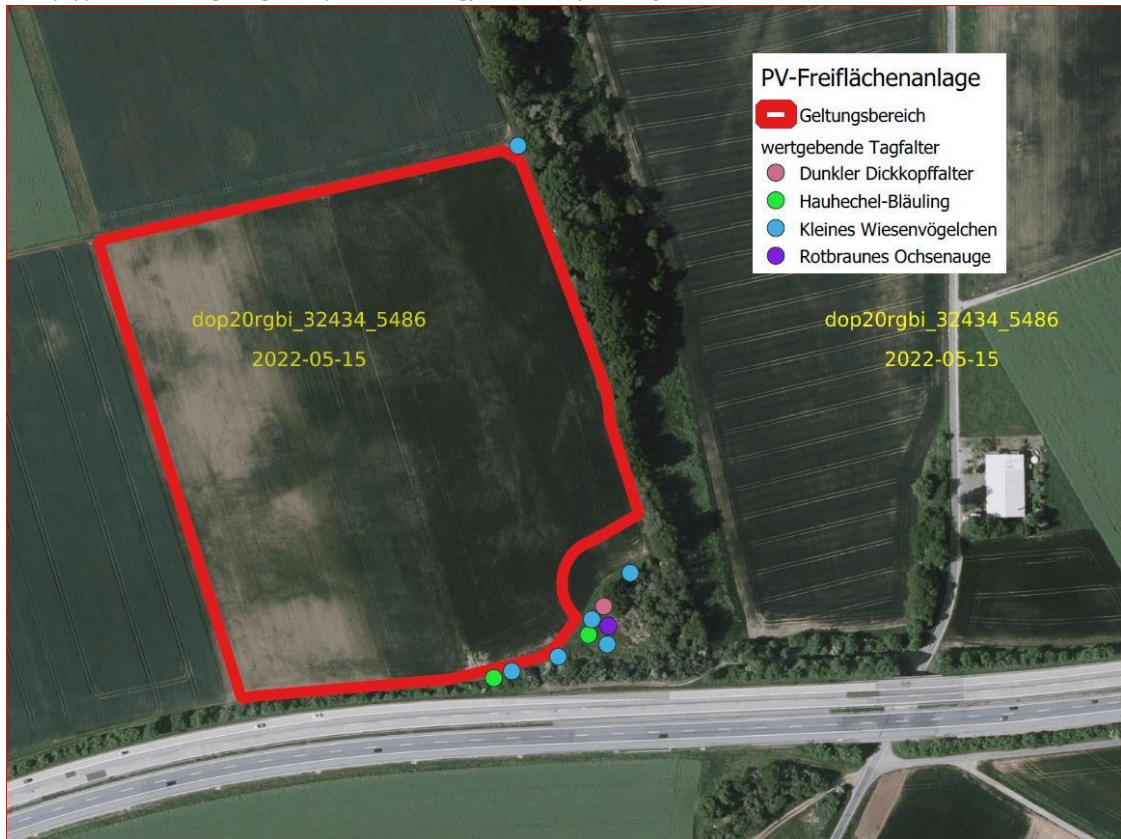 PV-Freiflächenanlage
Geltungsbereich
wertgebende Tagfalter
Dunkler Dickkopffalter
Hauhechel-Bläuling
Kleines Wiesenvögelchen
Rotbraunes Ochsenauge
dop20rgbi_32434_5486
2022-05-15
dop20rgbi_32434_5486
2022-05-15